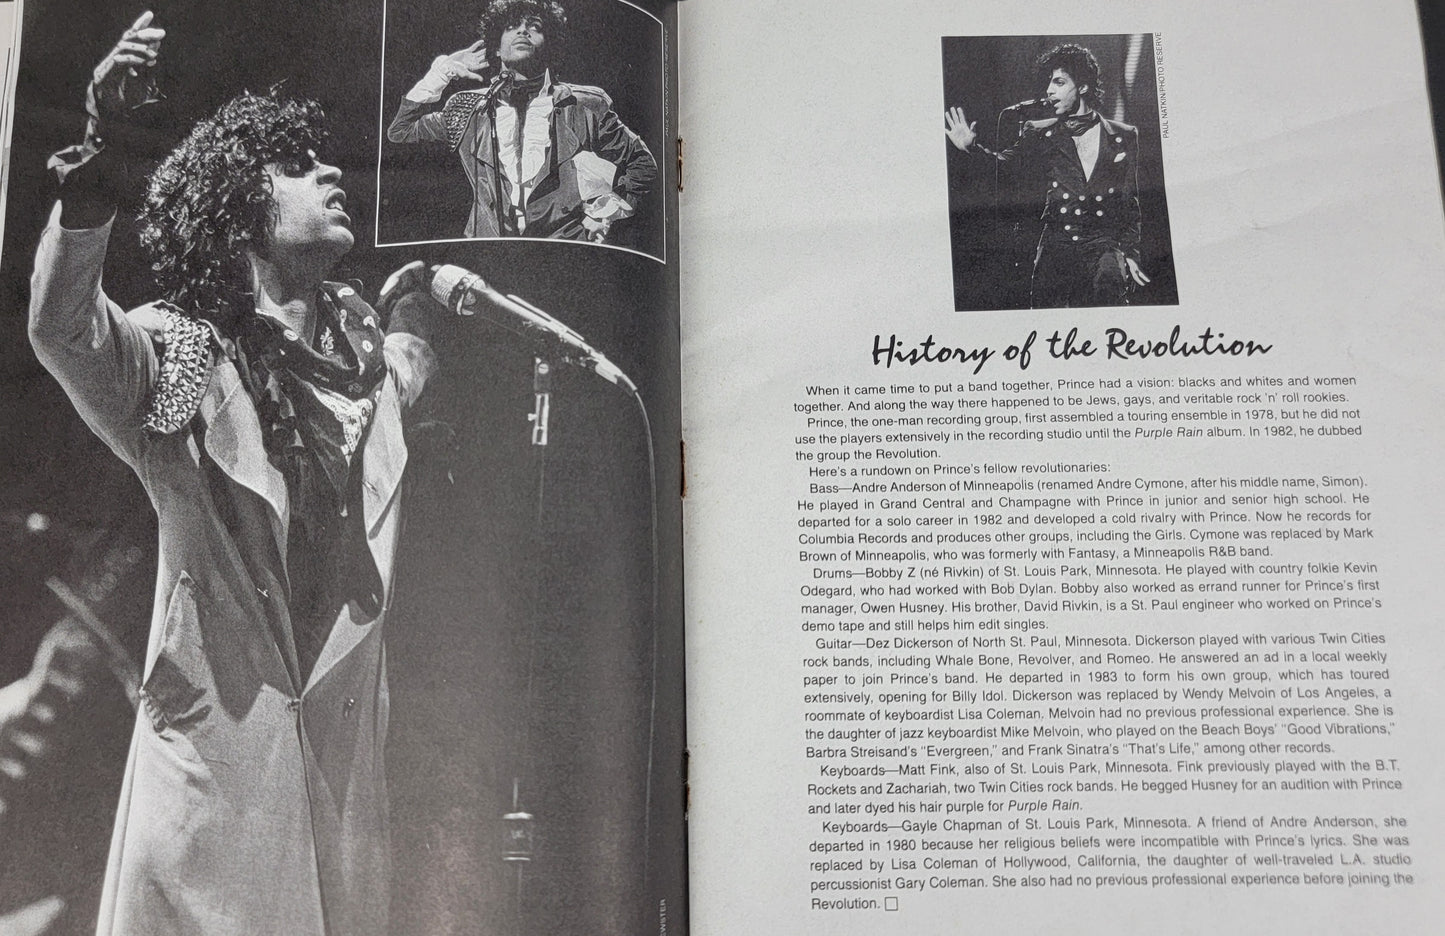 PAUL NATKIN/PHOTO RESERVE
History of the Revolution
When it came time to put a band together, Prince had a vision: blacks and whites and women
together. And along the way there happened to be Jews, gays, and veritable rock 'n' roll rookies.
Prince, the one-man recording group, first assembled a touring ensemble in 1978, but he did not
use the players extensively in the recording studio until the Purple Rain album. In 1982, he dubbed
the group the Revolution.
Here's a rundown on Prince's fellow revolutionaries:
Bass—Andre Anderson of Minneapolis (renamed Andre Cymone, after his middle name, Simon).
He played in Grand Central and Champagne with Prince in junior and senior high school. He
departed for a solo career in 1982 and developed a cold rivalry with Prince. Now he records for
Columbia Records and produces other groups, including the Girls. Cymone was replaced by Mark
Brown of Minneapolis, who was formerly with Fantasy, a Minneapolis R&B band.
Drums—Bobby Z (né Rivkin) of St. Louis Park, Minnesota. He played with country folkie Kevin
Odegard, who had worked with Bob Dylan. Bobby also worked as errand runner for Prince's first
manager, Owen Husney. His brother, David Rivkin, is a St. Paul engineer who worked on Prince's
demo tape and still helps him edit singles.
Guitar—Dez Dickerson of North St. Paul, Minnesota. Dickerson played with various Twin Cities
rock bands, including Whale Bone, Revolver, and Romeo. He answered an ad in a local weekly
paper to join Prince's band. He departed in 1983 to form his own group, which has toured
extensively, opening for Billy Idol. Dickerson was replaced by Wendy Melvoin of Los Angeles, a
roommate of keyboardist Lisa Coleman. Melvoin had no previous professional experience. She is
the daughter of jazz keyboardist Mike Melvoin, who played on the Beach Boys' "Good Vibrations,"
Barbra Streisand's "Evergreen," and Frank Sinatra's "That's Life," among other records.
Keyboards—Matt Fink, also of St. Louis Park, Minnesota. Fink previously played with the B.T.
Rockets and Zachariah, two Twin Cities rock bands. He begged Husney for an audition with Prince
and later dyed his hair purple for Purple Rain.
Keyboards—Gayle Chapman of St. Louis Park, Minnesota. A friend of Andre Anderson, she
departed in 1980 because her religious beliefs were incompatible with Prince's lyrics. She was
replaced by Lisa Coleman of Hollywood, California, the daughter of well-traveled L.A. studio
percussionist Gary Coleman. She also had no previous professional experience before joining the
Revolution.